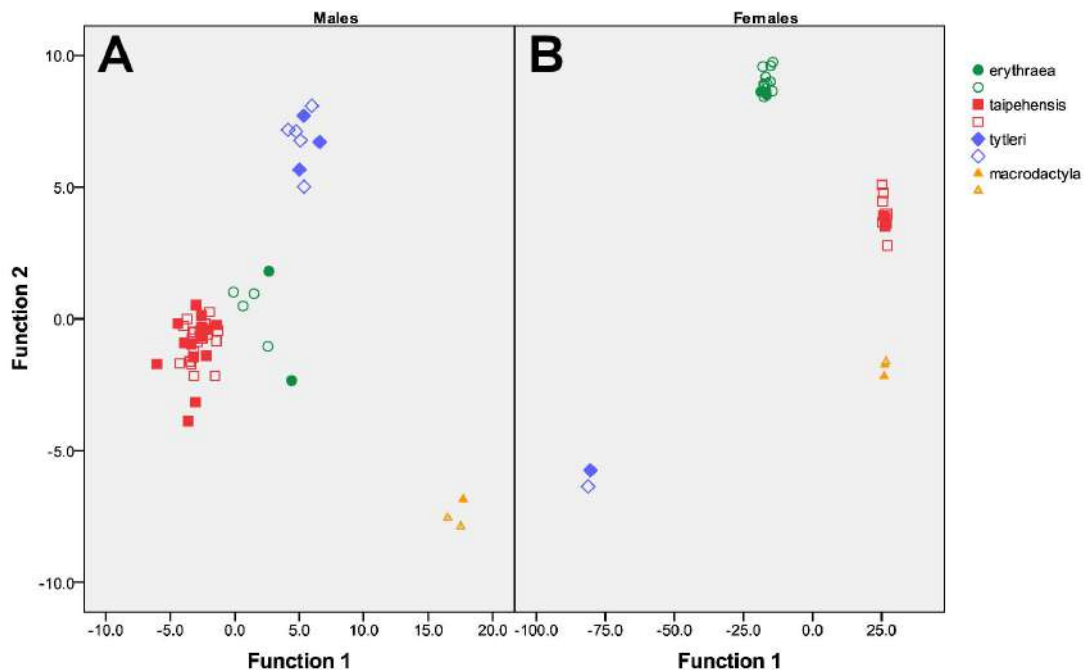 Males
Females
A
B
erythraea
taipehensis
tytleri
macrodactyla
10.0
5.0
0.0
-5.0
-10.0
Function 2
-10.0 -5.0 0.0 5.0 10.0 15.0 20.0
-100.0 -75.0 -50.0 -25.0 0.0 25.0
Function 1
Function 1